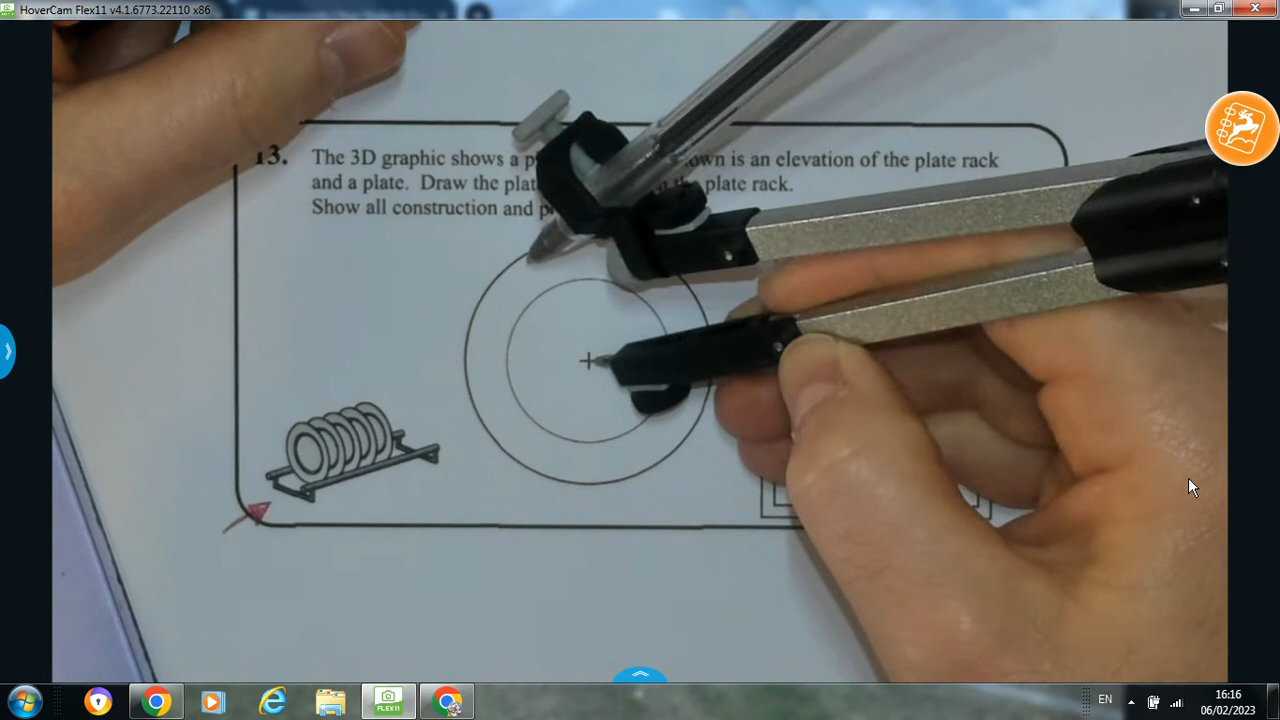 HoverCam Flex11 v4.1.6773.22110 x86
13. The 3D graphic shows a own is an elevation of the plate rack
and a plate. Draw the plate rack.
Show all construction and
FLEX11
EN
16:16
06/02/2023